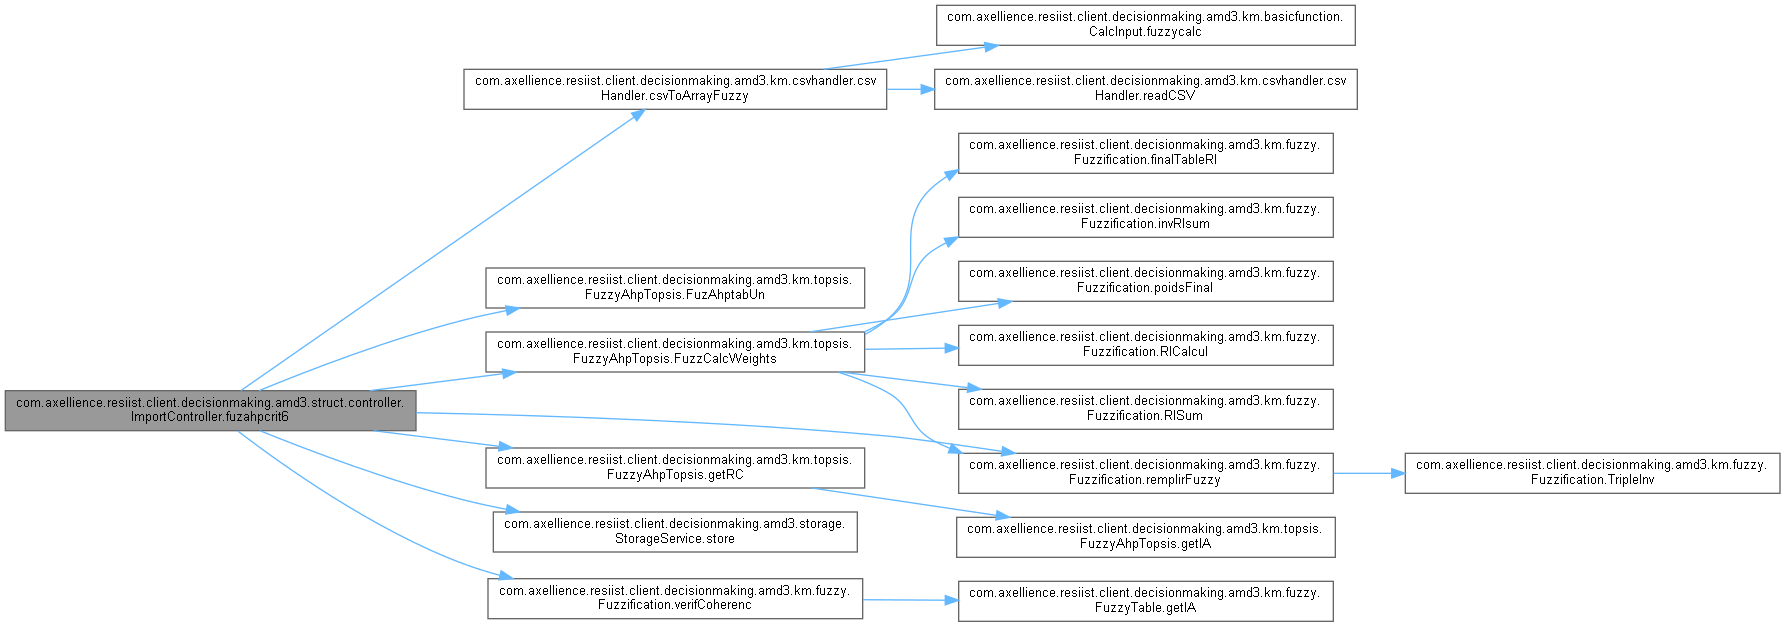 com.axellience.resiist.client.decisionmaking.amd3.struct.controller.
ImportController.fuzahpcrit6
com.axellience.resiist.client.decisionmaking.amd3.km.csvhandler.csv
Handler.csvToArrayFuzzy
com.axellience.resiist.client.decisionmaking.amd3.km.topsis.
FuzzyAhpTopsis.FuzAhptabUn
com.axellience.resiist.client.decisionmaking.amd3.km.topsis.
FuzzyAhpTopsis.FuzzCalcWeights
com.axellience.resiist.client.decisionmaking.amd3.km.topsis.
FuzzyAhpTopsis.getRC
com.axellience.resiist.client.decisionmaking.amd3.storage.
StorageService.store
com.axellience.resiist.client.decisionmaking.amd3.km.fuzzy.
Fuzzification.verifCoherenc
com.axellience.resiist.client.decisionmaking.amd3.km.basicfunction.
CalcInput.fuzzycalc
com.axellience.resiist.client.decisionmaking.amd3.km.csvhandler.csv
Handler.readCSV
com.axellience.resiist.client.decisionmaking.amd3.km.fuzzy.
Fuzzification.finalTableRI
com.axellience.resiist.client.decisionmaking.amd3.km.fuzzy.
Fuzzification.invRIsum
com.axellience.resiist.client.decisionmaking.amd3.km.fuzzy.
Fuzzification.poidsFinal
com.axellience.resiist.client.decisionmaking.amd3.km.fuzzy.
Fuzzification.RICalcul
com.axellience.resiist.client.decisionmaking.amd3.km.fuzzy.
Fuzzification.RISum
com.axellience.resiist.client.decisionmaking.amd3.km.fuzzy.
Fuzzification.remplirFuzzy
com.axellience.resiist.client.decisionmaking.amd3.km.topsis.
FuzzyAhpTopsis.getIA
com.axellience.resiist.client.decisionmaking.amd3.km.fuzzy.
FuzzyTable.getIA
com.axellience.resiist.client.decisionmaking.amd3.km.fuzzy.
Fuzzification.TripleInv